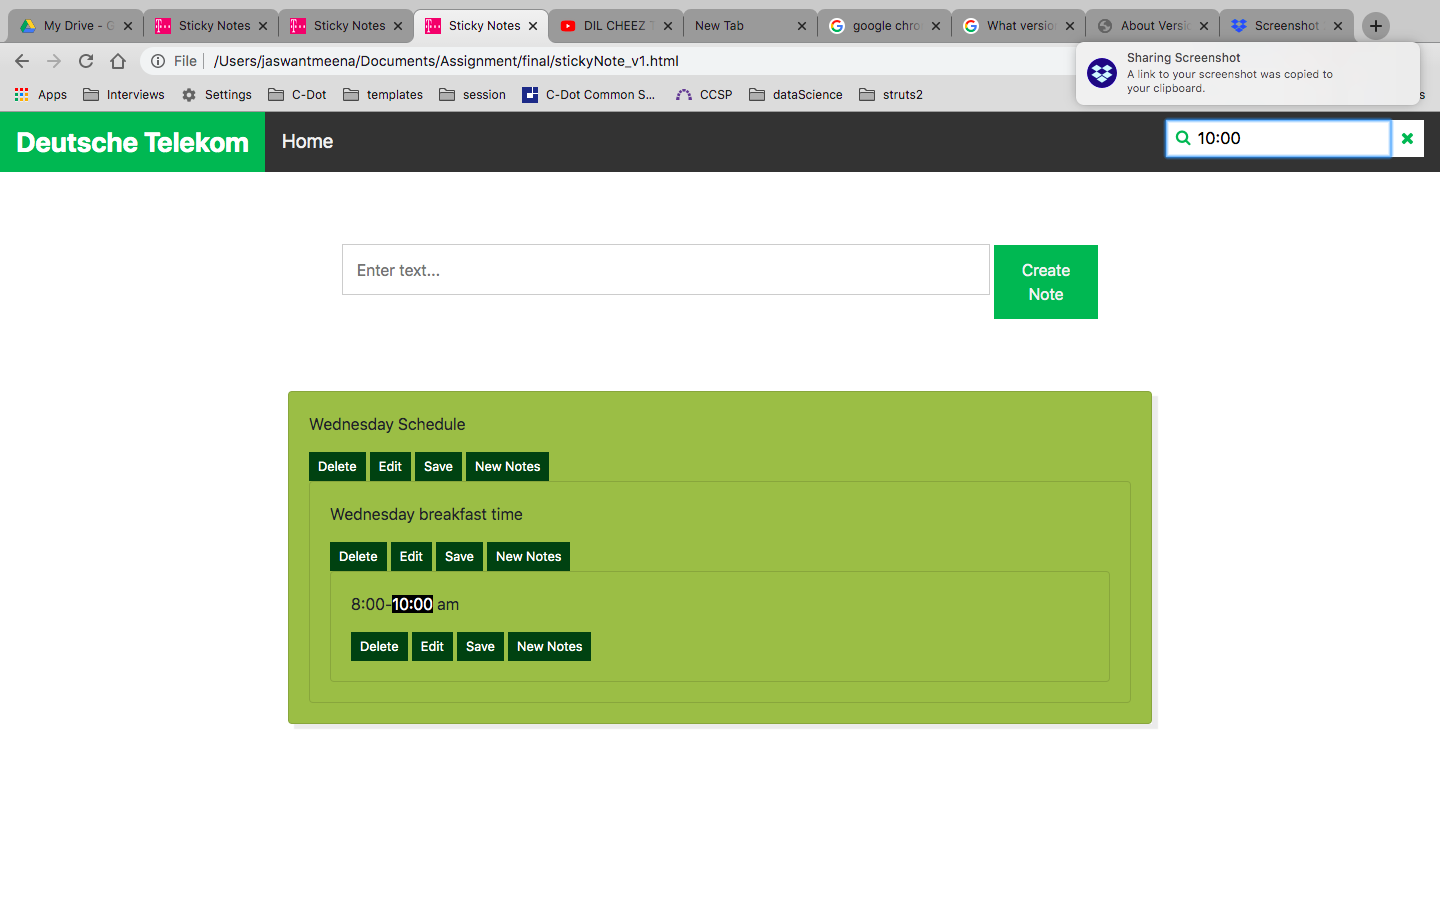 My Drive - G
Sticky Notes
Sticky Notes
Sticky Notes
DIL CHEEZ T
New Tab
google chro
What versio
About Versio
Screenshot
File
/Users/jaswantmeena/Documents/Assignment/final/stickyNote_v1.html
Sharing Screenshot
A link to your screenshot was copied to
your clipboard.
Apps
Interviews
Settings
C-Dot
templates
session
C-Dot Common S...
CCSP
dataScience
struts2
s
Deutsche Telekom
Home
10:00
Enter text...
Create
Note
Wednesday Schedule
Delete
Edit
Save
New Notes
Wednesday breakfast time
Delete
Edit
Save
New Notes
8:00-10:00 am
Delete
Edit
Save
New Notes